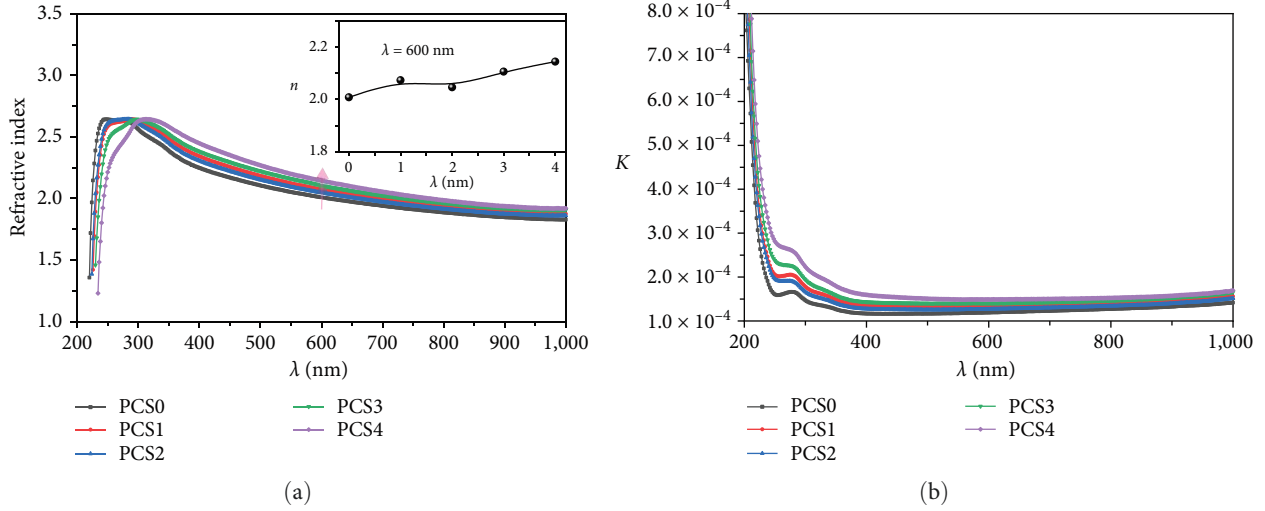 3.5
3.0
2.5
2.0
1.5
1.0
Refractive index
200 300 400 500 600 700 800 900 1,000
λ (nm)
2.2
2.0
1.8
n
λ = 600 nm
0 1 2 3 4
λ (nm)
PCS0
PCS1
PCS2
PCS3
PCS4
(a)
8.0 × 10⁻⁴
7.0 × 10⁻⁴
6.0 × 10⁻⁴
5.0 × 10⁻⁴
4.0 × 10⁻⁴
3.0 × 10⁻⁴
2.0 × 10⁻⁴
1.0 × 10⁻⁴
K
200 400 600 800 1,000
λ (nm)
PCS0
PCS1
PCS2
PCS3
PCS4
(b)